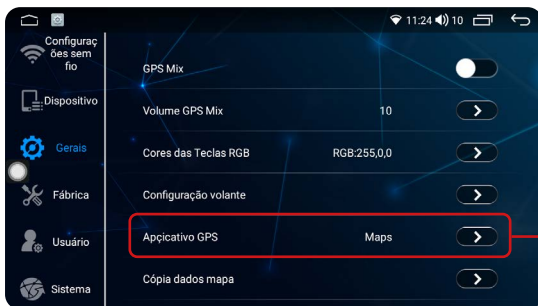 11:24 10
Configuraç
ões sem
fio
Dispositivo
Gerais
Fábrica
Usuário
Sistema
GPS Mix
Volume GPS Mix 10
Cores das Teclas RGB RGB:255,0,0
Configuração volante
Apçicativo GPS Maps
Cópia dados mapa